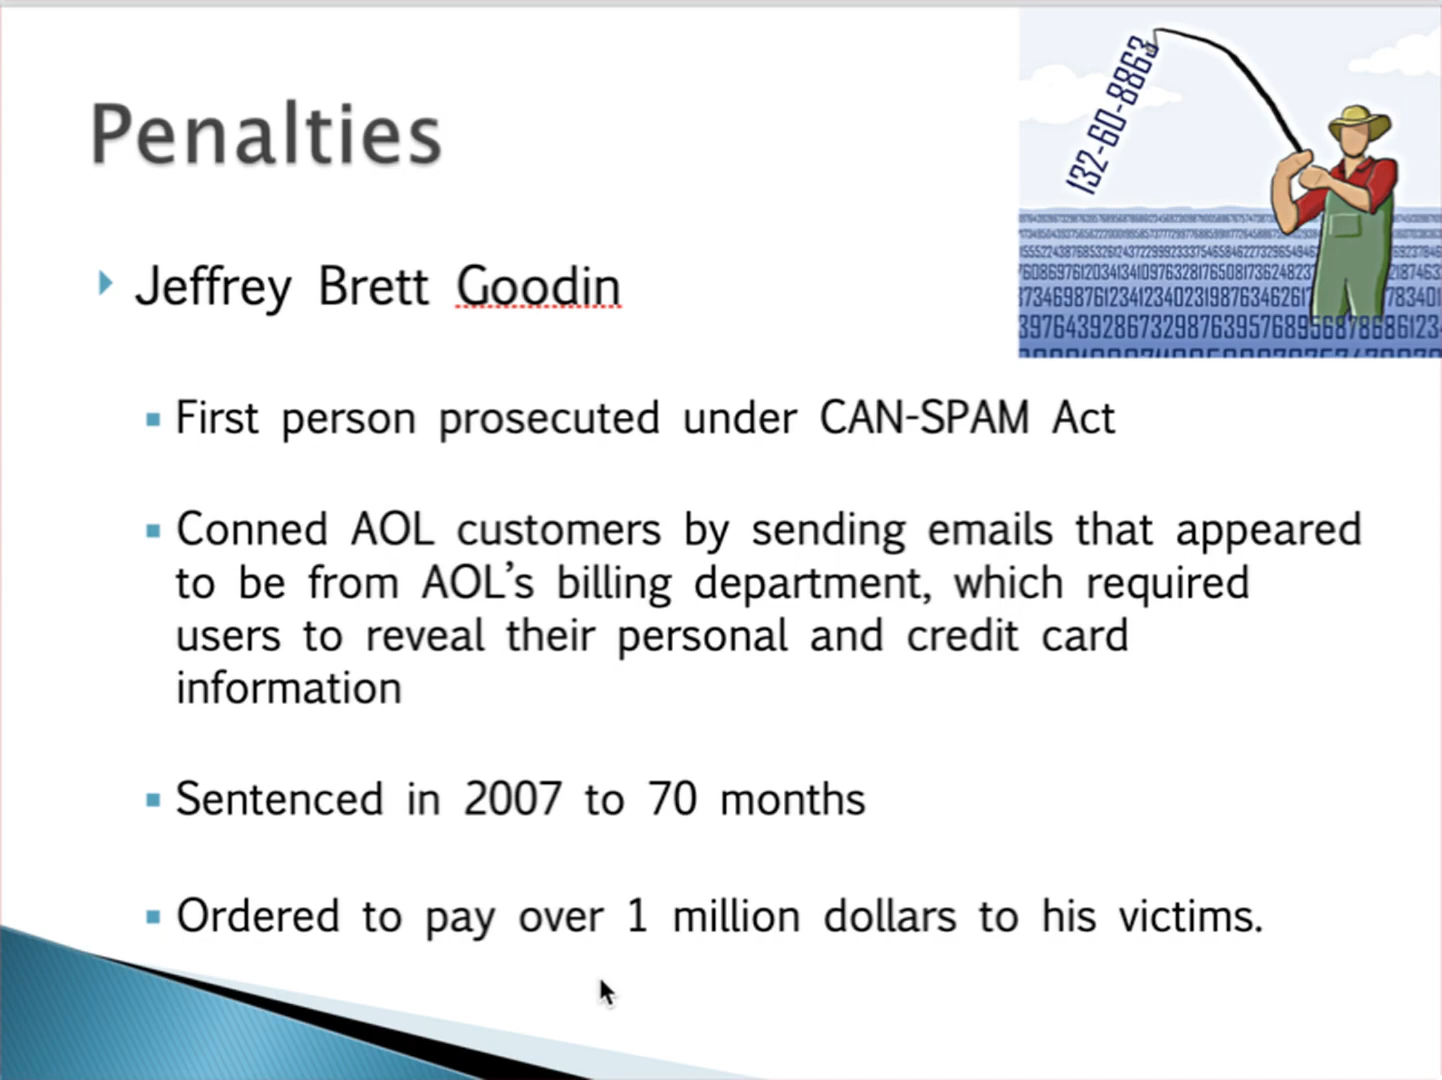 Penalties
132-60-8863
Jeffrey Brett Goodin
First person prosecuted under CAN-SPAM Act
Conned AOL customers by sending emails that appeared
to be from AOL’s billing department, which required
users to reveal their personal and credit card
information
Sentenced in 2007 to 70 months
Ordered to pay over 1 million dollars to his victims.